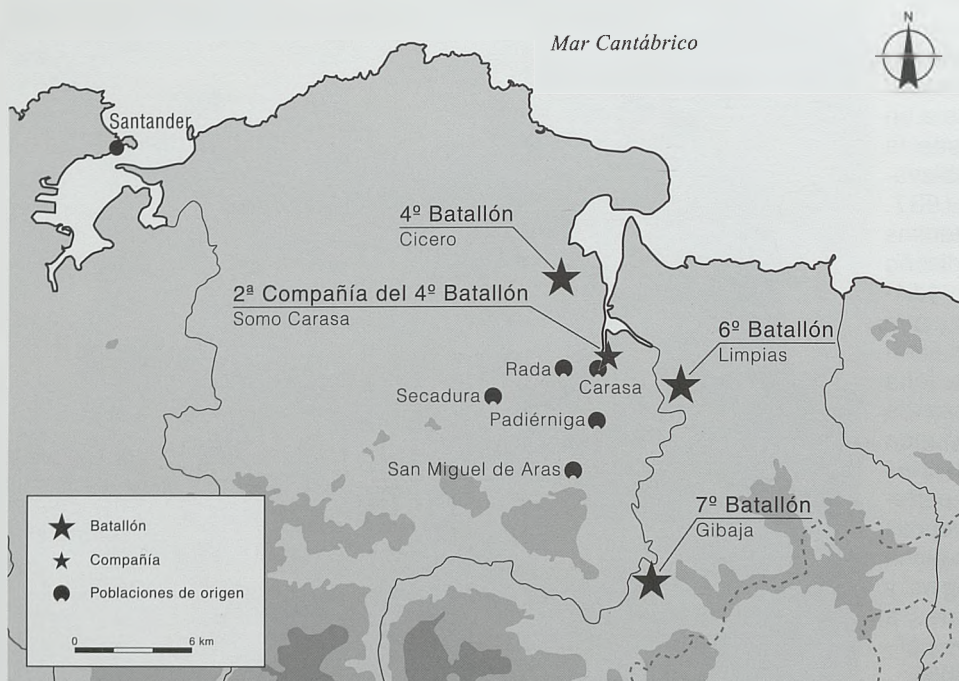 N
Mar Cantábrico
Santander
4º Batallón
Cicero
2ª Compañía del 4º Batallón
Somo Carasa
6º Batallón
Limpias
Rada
Carasa
Secadura
Padiérniga
San Miguel de Aras
7º Batallón
Gibaja
Batallón
Compañía
Poblaciones de origen
0
6 km